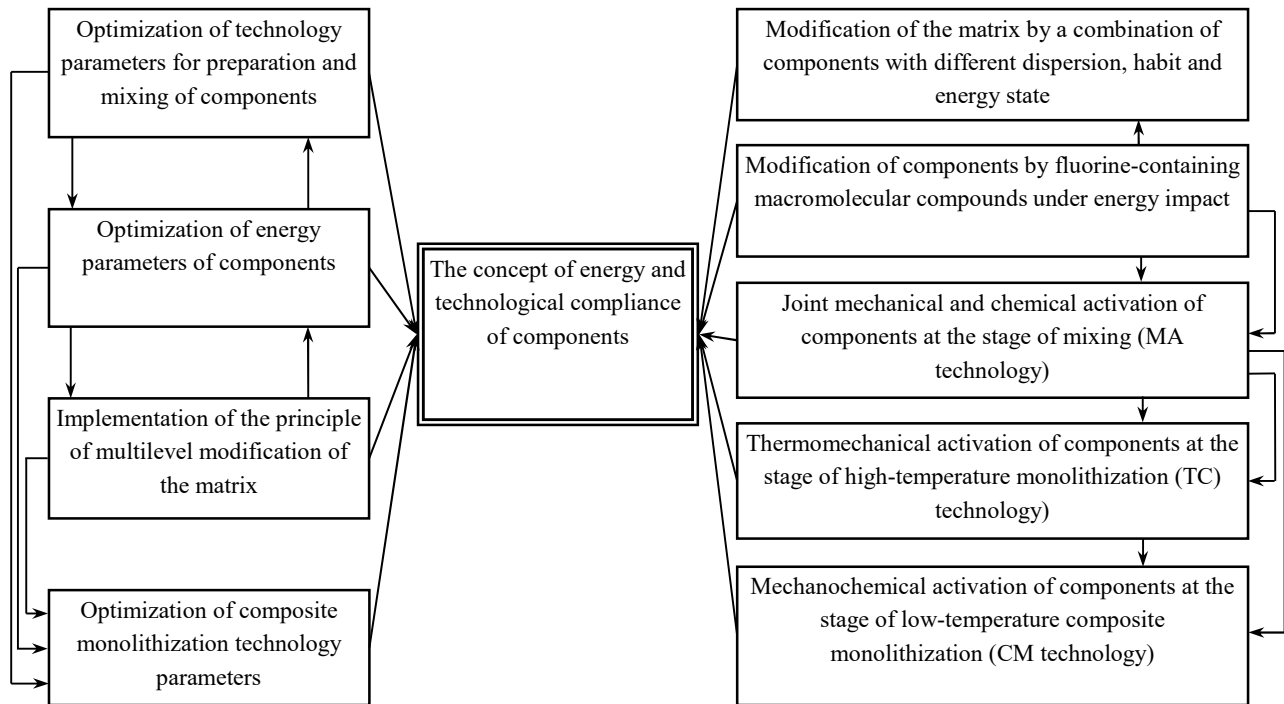 Optimization of technology
parameters for preparation and
mixing of components
Optimization of energy
parameters of components
Implementation of the principle
of multilevel modification of
the matrix
Optimization of composite
monolithization technology
parameters
The concept of energy and
technological compliance
of components
Modification of the matrix by a combination of
components with different dispersion, habit and
energy state
Modification of components by fluorine-containing
macromolecular compounds under energy impact
Joint mechanical and chemical activation of
components at the stage of mixing (MA
technology)
Thermomechanical activation of components at the
stage of high-temperature monolithization (TC)
technology)
Mechanochemical activation of components at the
stage of low-temperature composite
monolithization (CM technology)